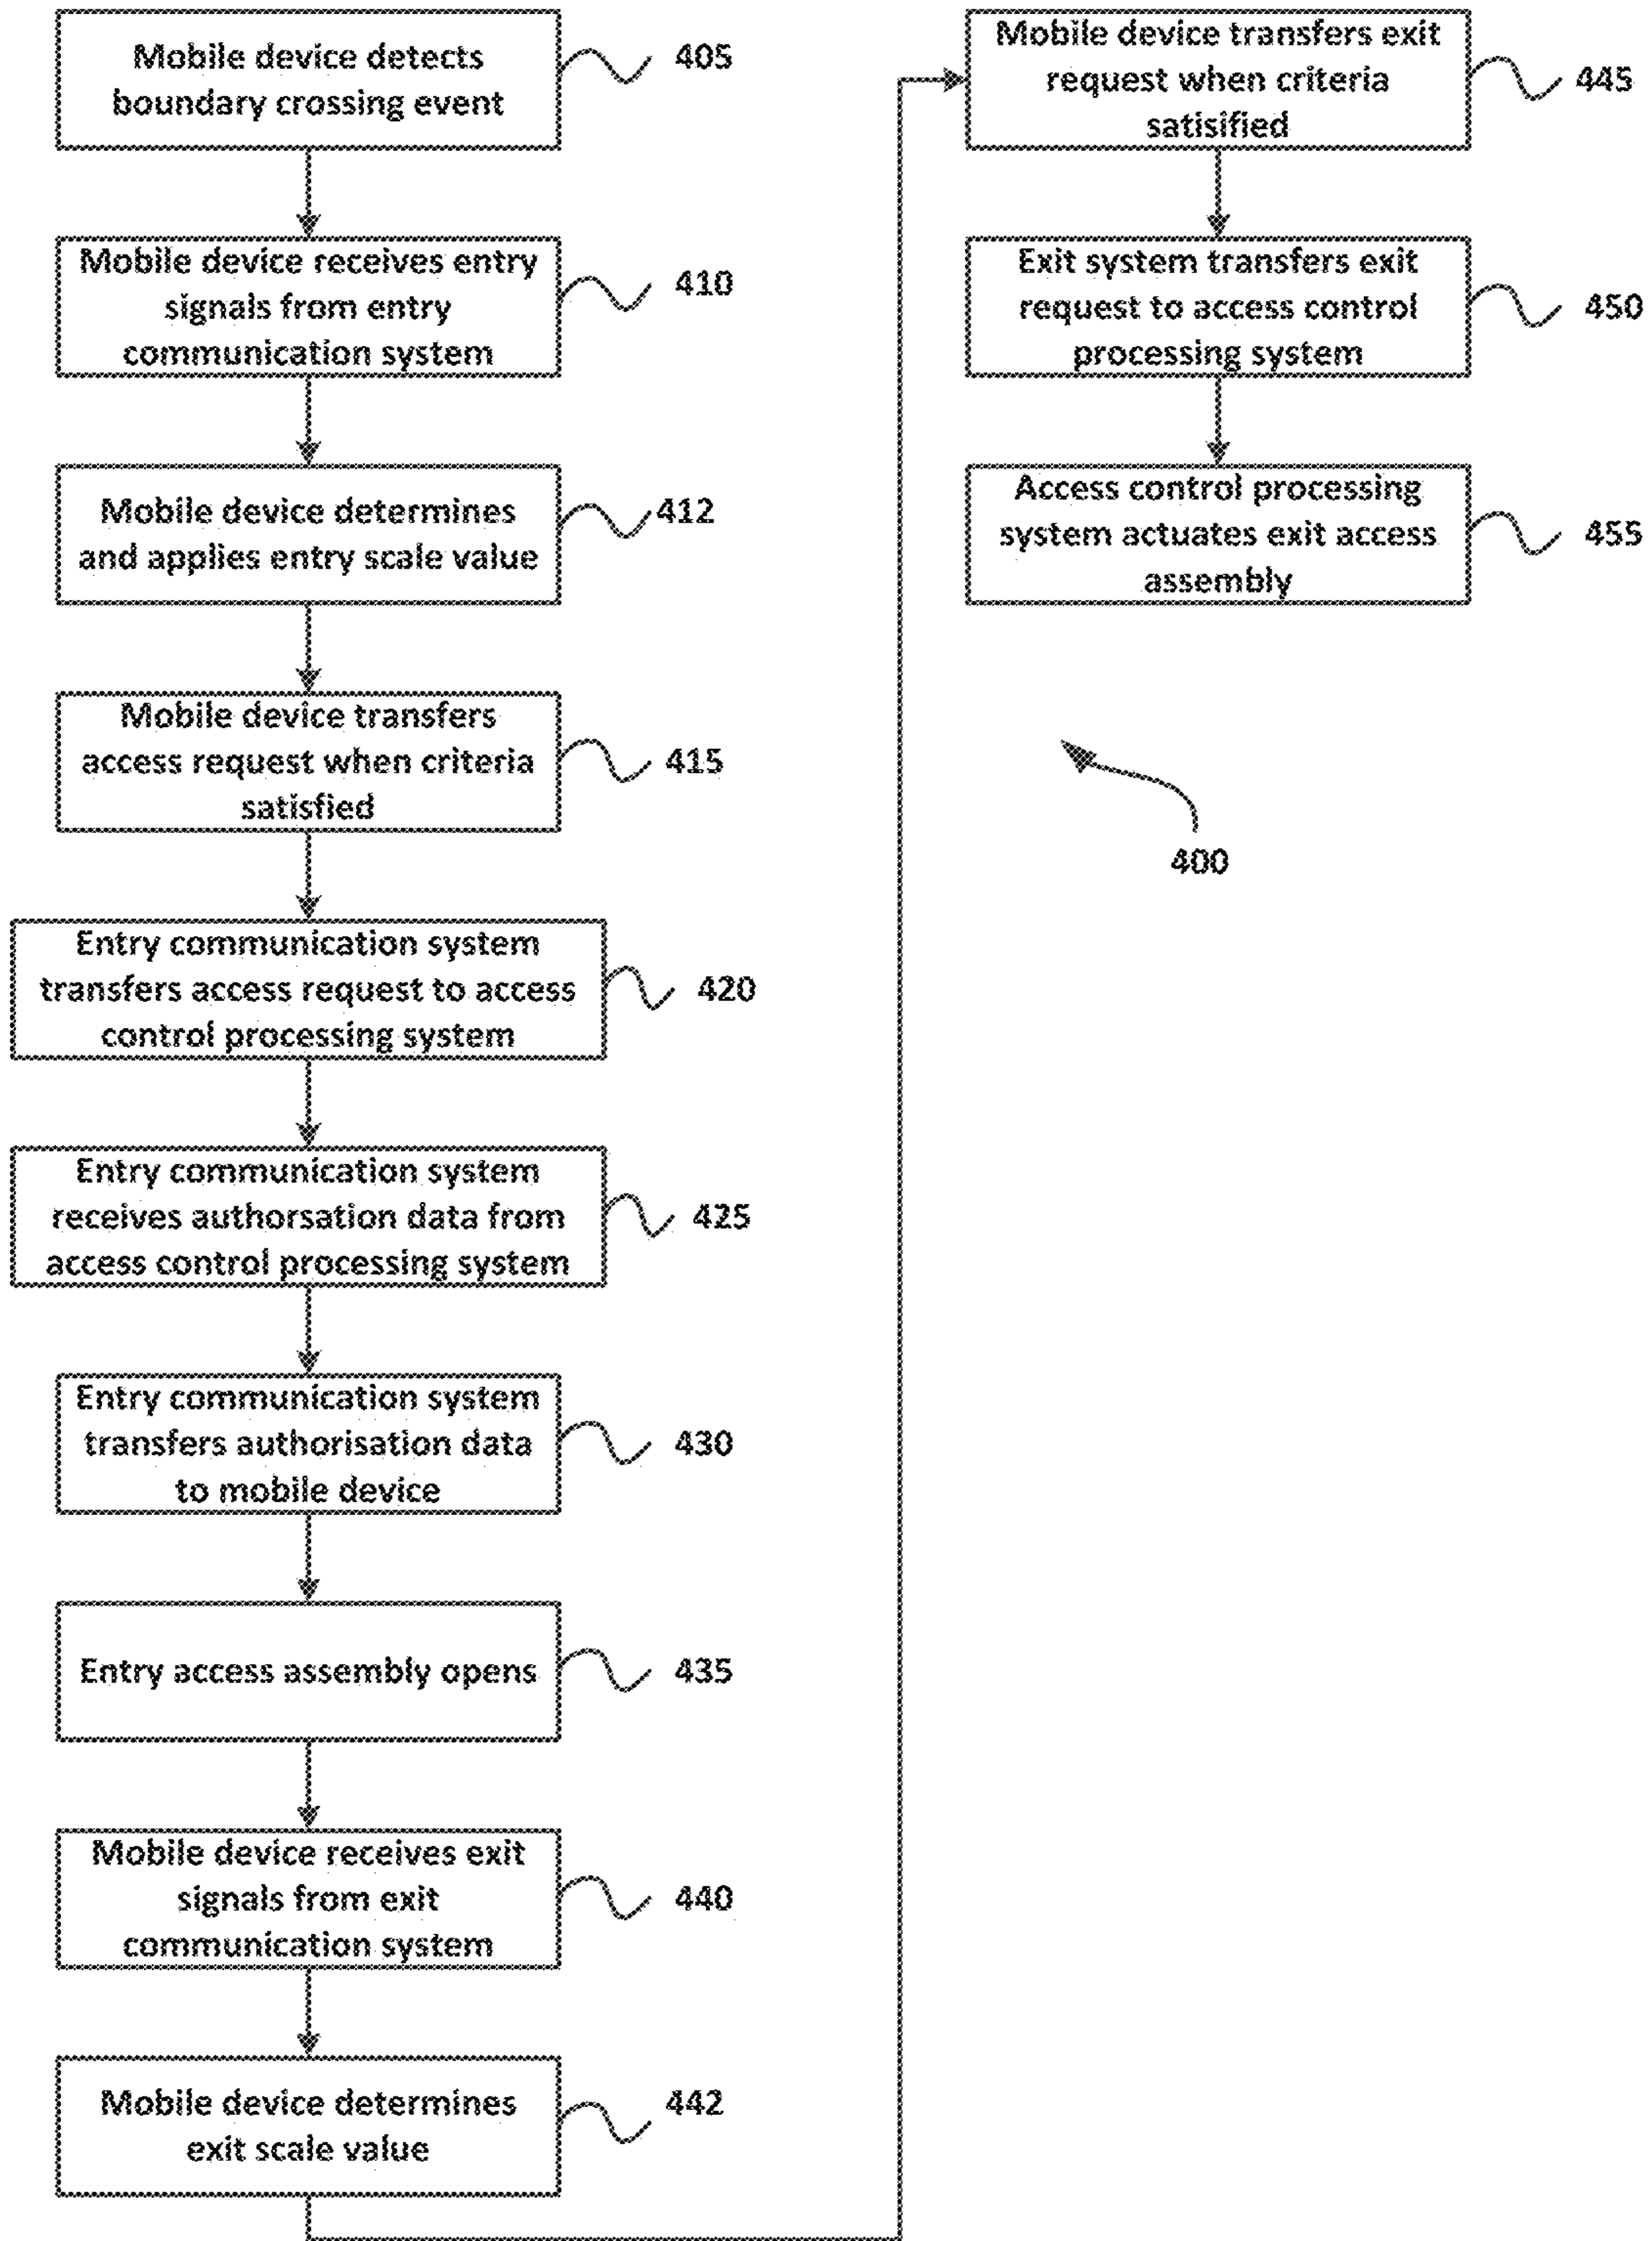 Mobile device detects
boundary crossing event
405
Mobile device receives entry
signals from entry
communication system
410
Mobile device determines
and applies entry scale value
412
Mobile device transfers
access request when criteria
satisfied
415
Entry communication system
transfers access request to access
control processing system
420
Entry communication system
receives authorsation data from
access control processing system
425
Entry communication system
transfers authorisation data
to mobile device
430
Entry access assembly opens
435
Mobile device receives exit
signals from exit
communication system
440
Mobile device determines
exit scale value
442
Mobile device transfers exit
request when criteria
satisified
445
Exit system transfers exit
request to access control
processing system
450
Access control processing
system actuates exit access
assembly
455
400